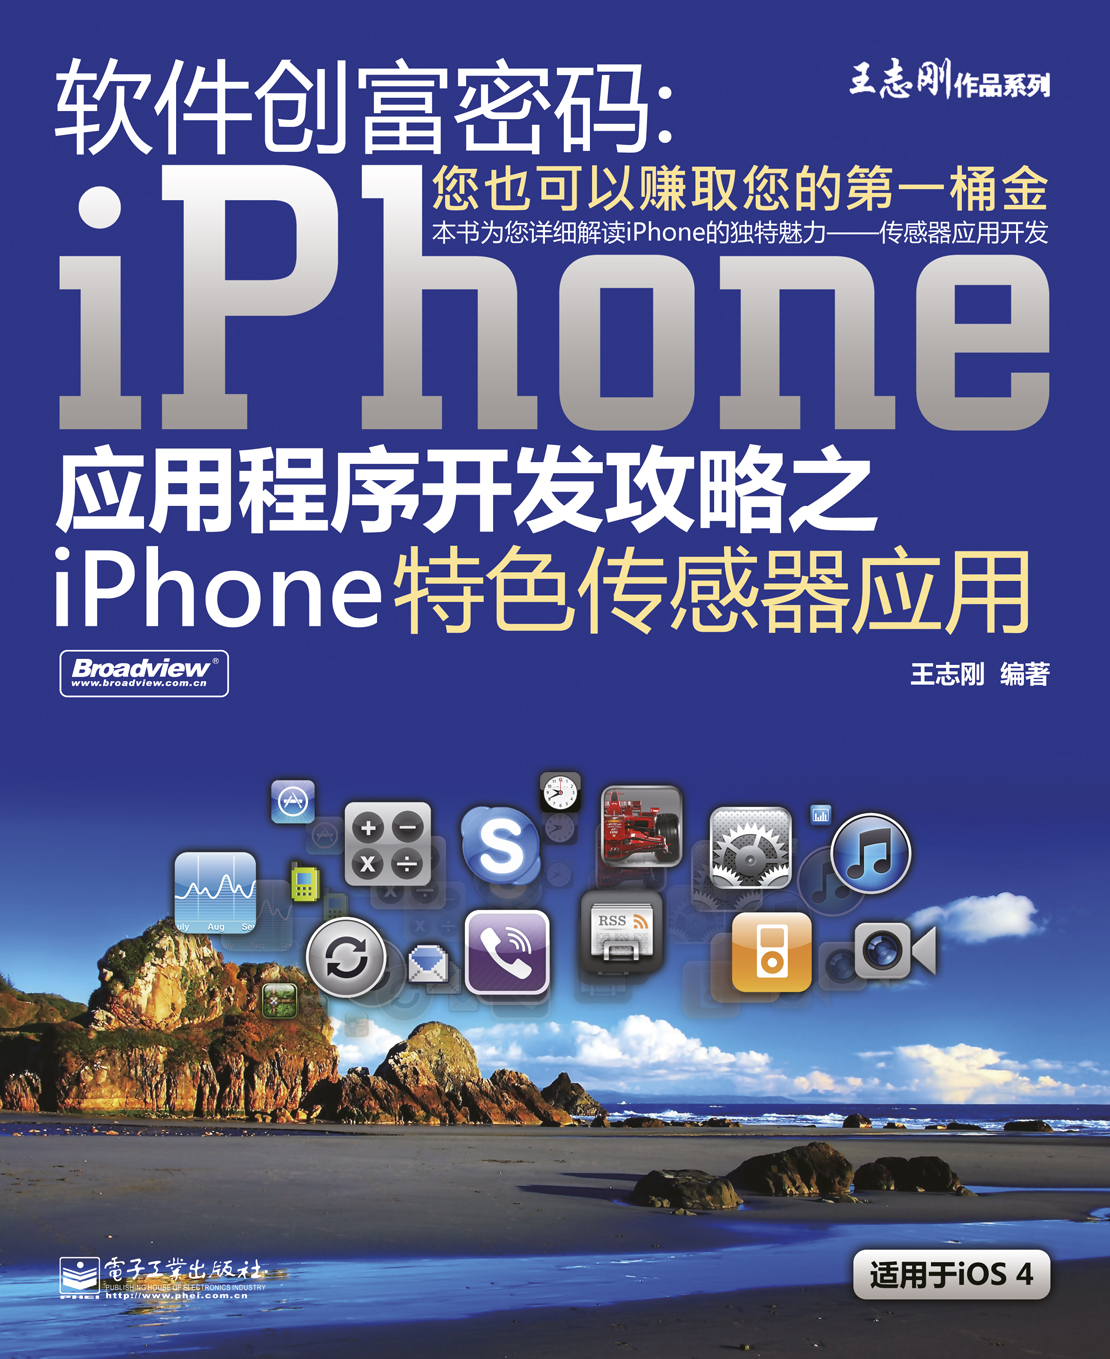 王志刚作品系列
软件创富密码:
您也可以赚取您的第一桶金
本书为您详细解读iPhone的独特魅力——传感器应用开发
iPhone
应用程序开发攻略之
iPhone特色传感器应用
Broadview®
www.broadview.com.cn
王志刚 编著
July Aug Se
RSS
電子工業出版社
PUBLISHING HOUSE OF ELECTRONICS INDUSTRY
http://www.phei.com.cn
适用于iOS 4